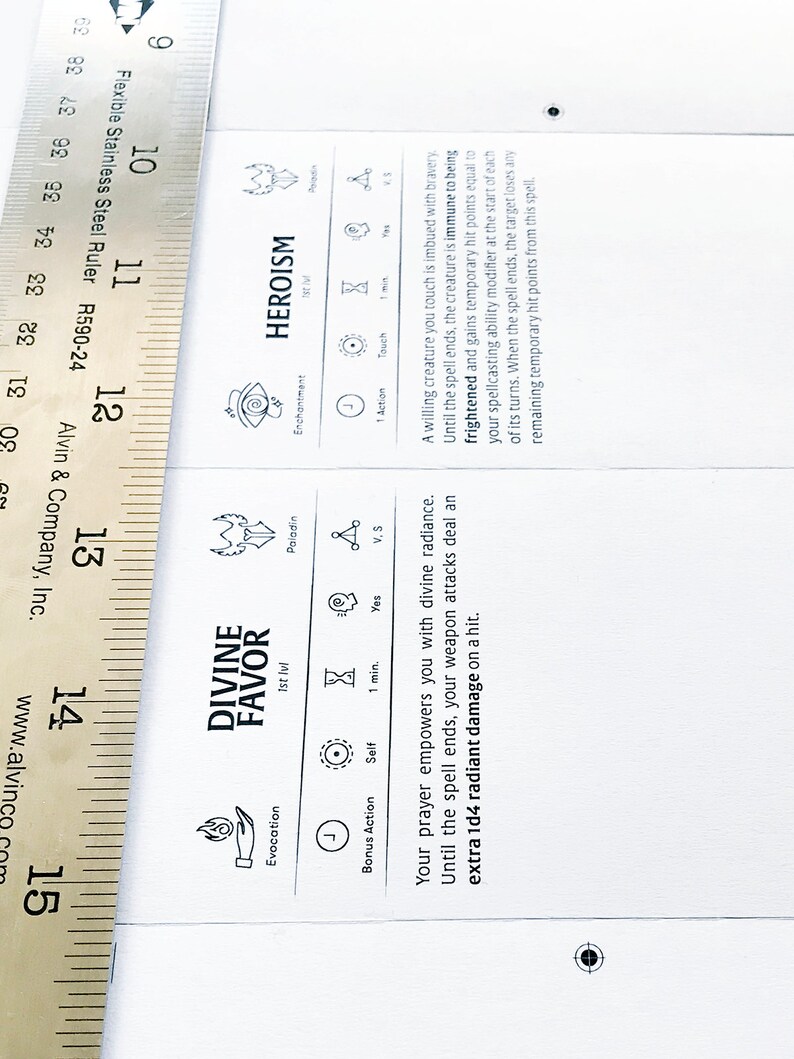 9
10
11
12
13
14
15
39
38
37
36
35
34
33
32
31
30
Flexible Stainless Steel Ruler R590-24
Alvin & Company, Inc.
www.alvinco.com
Enchantment
HEROISM
1st lvl
Paladin
1 Action
Touch
1 min.
Yes
V, S
A willing creature you touch is imbued with bravery.
Until the spell ends, the creature is immune to being
frightened and gains temporary hit points equal to
your spellcasting ability modifier at the start of each
of its turns. When the spell ends, the target loses any
remaining temporary hit points from this spell.
Evocation
DIVINE
FAVOR
1st lvl
Paladin
Bonus Action
Self
1 min.
Yes
V, S
Your prayer empowers you with divine radiance.
Until the spell ends, your weapon attacks deal an
extra 1d4 radiant damage on a hit.